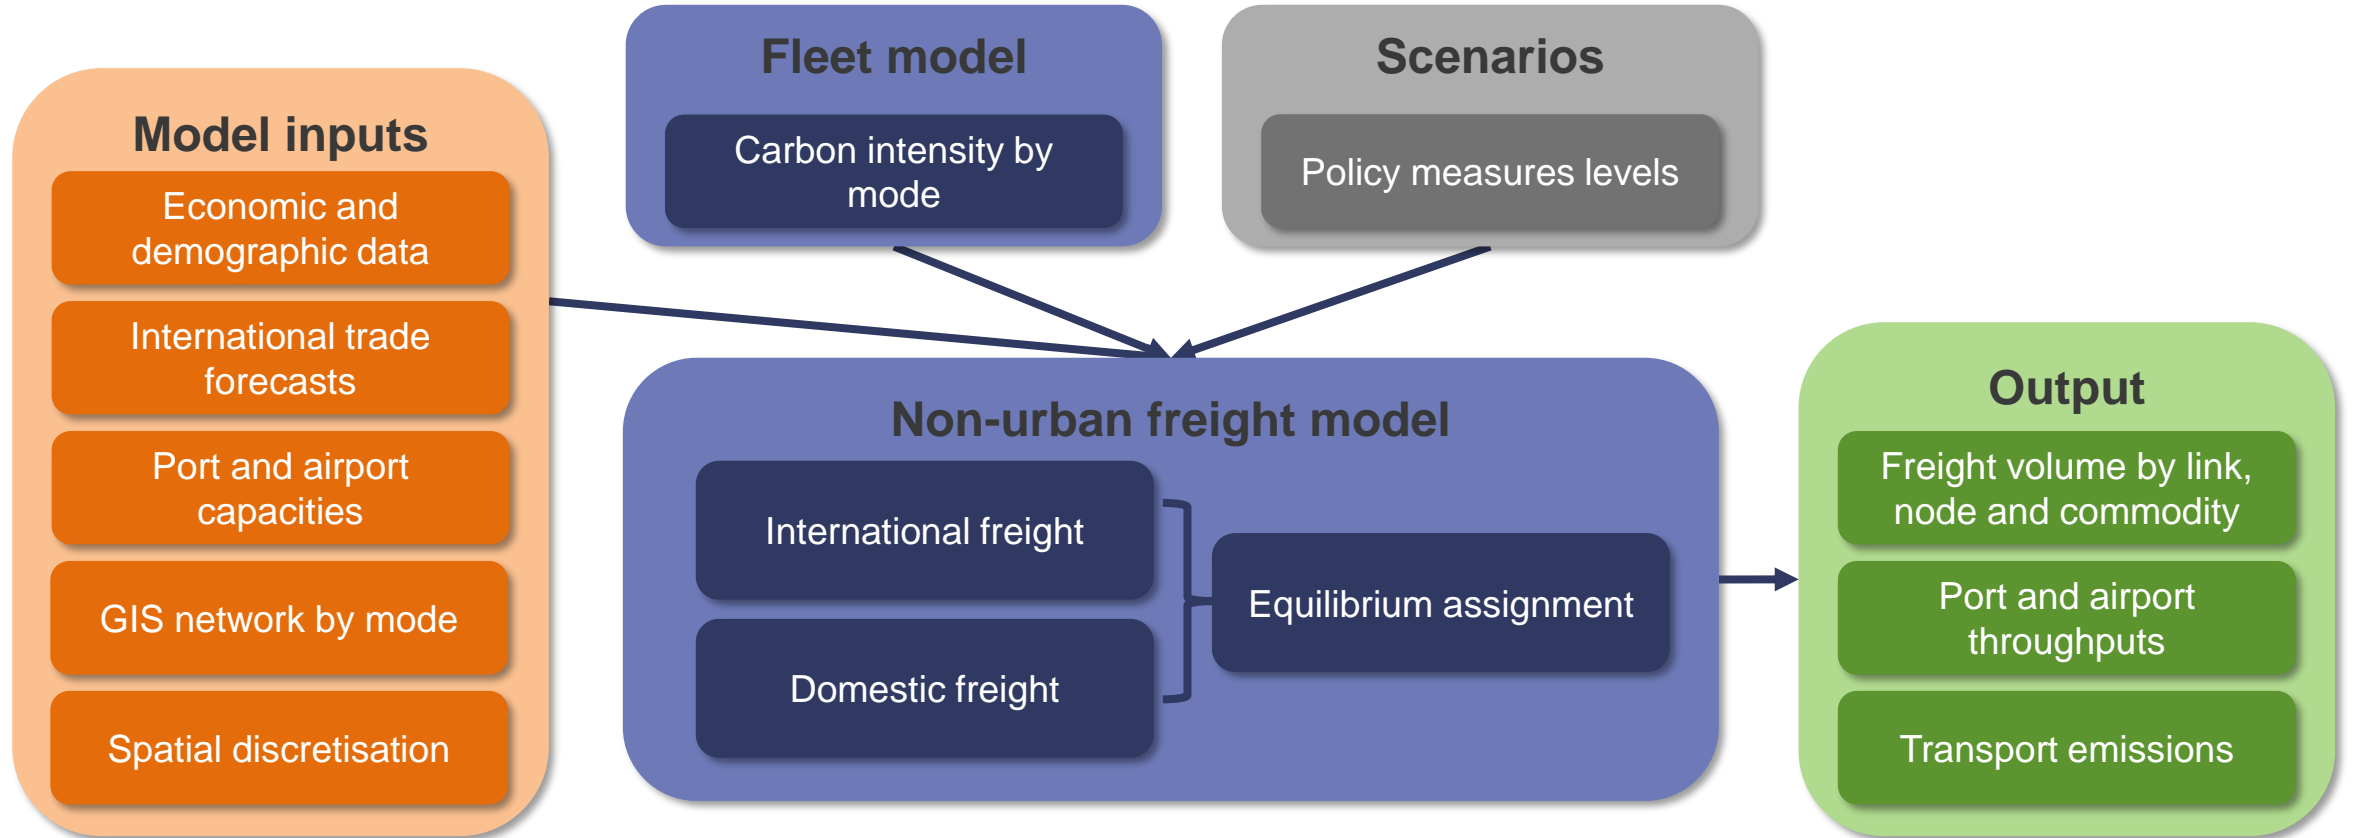 Model inputs
Economic and
demographic data
International trade
forecasts
Port and airport
capacities
GIS network by mode
Spatial discretisation
Fleet model
Carbon intensity by
mode
Scenarios
Policy measures levels
Non-urban freight model
International freight
Domestic freight
Equilibrium assignment
Output
Freight volume by link,
node and commodity
Port and airport
throughputs
Transport emissions